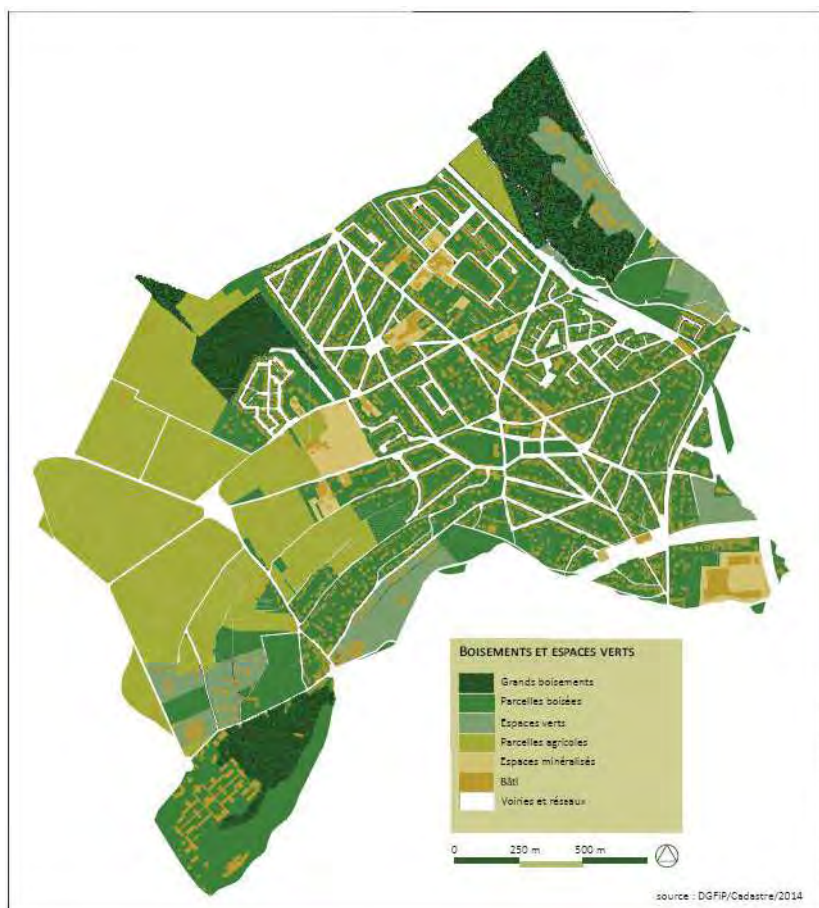 BOISEMENTS ET ESPACES VERTS
Grands boisements
Parcelles boisées
Espaces verts
Parcelles agricoles
Espaces minéralisés
Bâti
Voiries et réseaux
0 250 m 500 m
source : DGFiP/Cadastre/2014